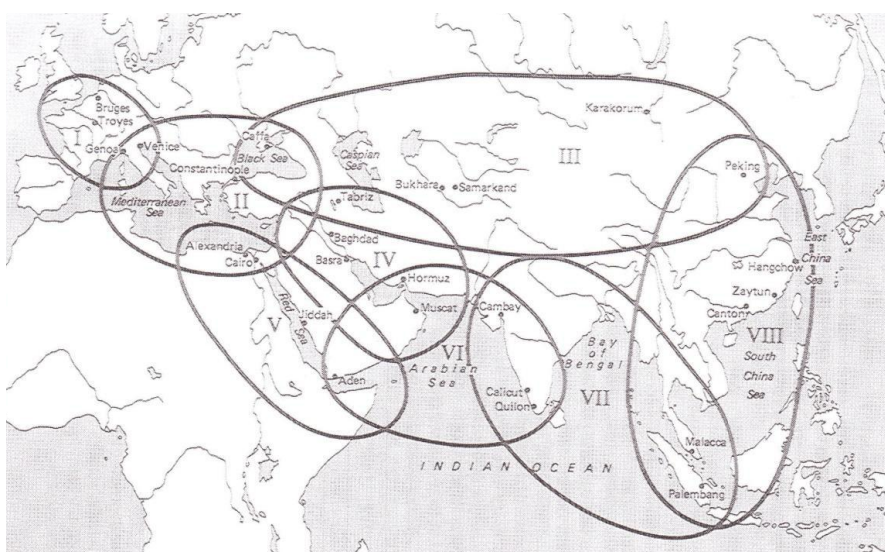 Bruges
Troyes
I
Genoa
Venice
Caffa
Black Sea
Constantinople
II
Mediterranean
Sea
Caspian
Sea
Karakorum
III
Bukhara
Samarkand
Peking
Tabriz
Baghdad
Basra
IV
Hormuz
Alexandria
Cairo
Red
Sea
Jiddah
V
Muscat
Aden
VI
Arabian
Sea
Cambay
Calicut
Quilon
Bay
of
Bengal
VII
East
China
Sea
Hangchow
Zaytun
Canton
VIII
South
China
Sea
Malacca
Palembang
INDIAN OCEAN